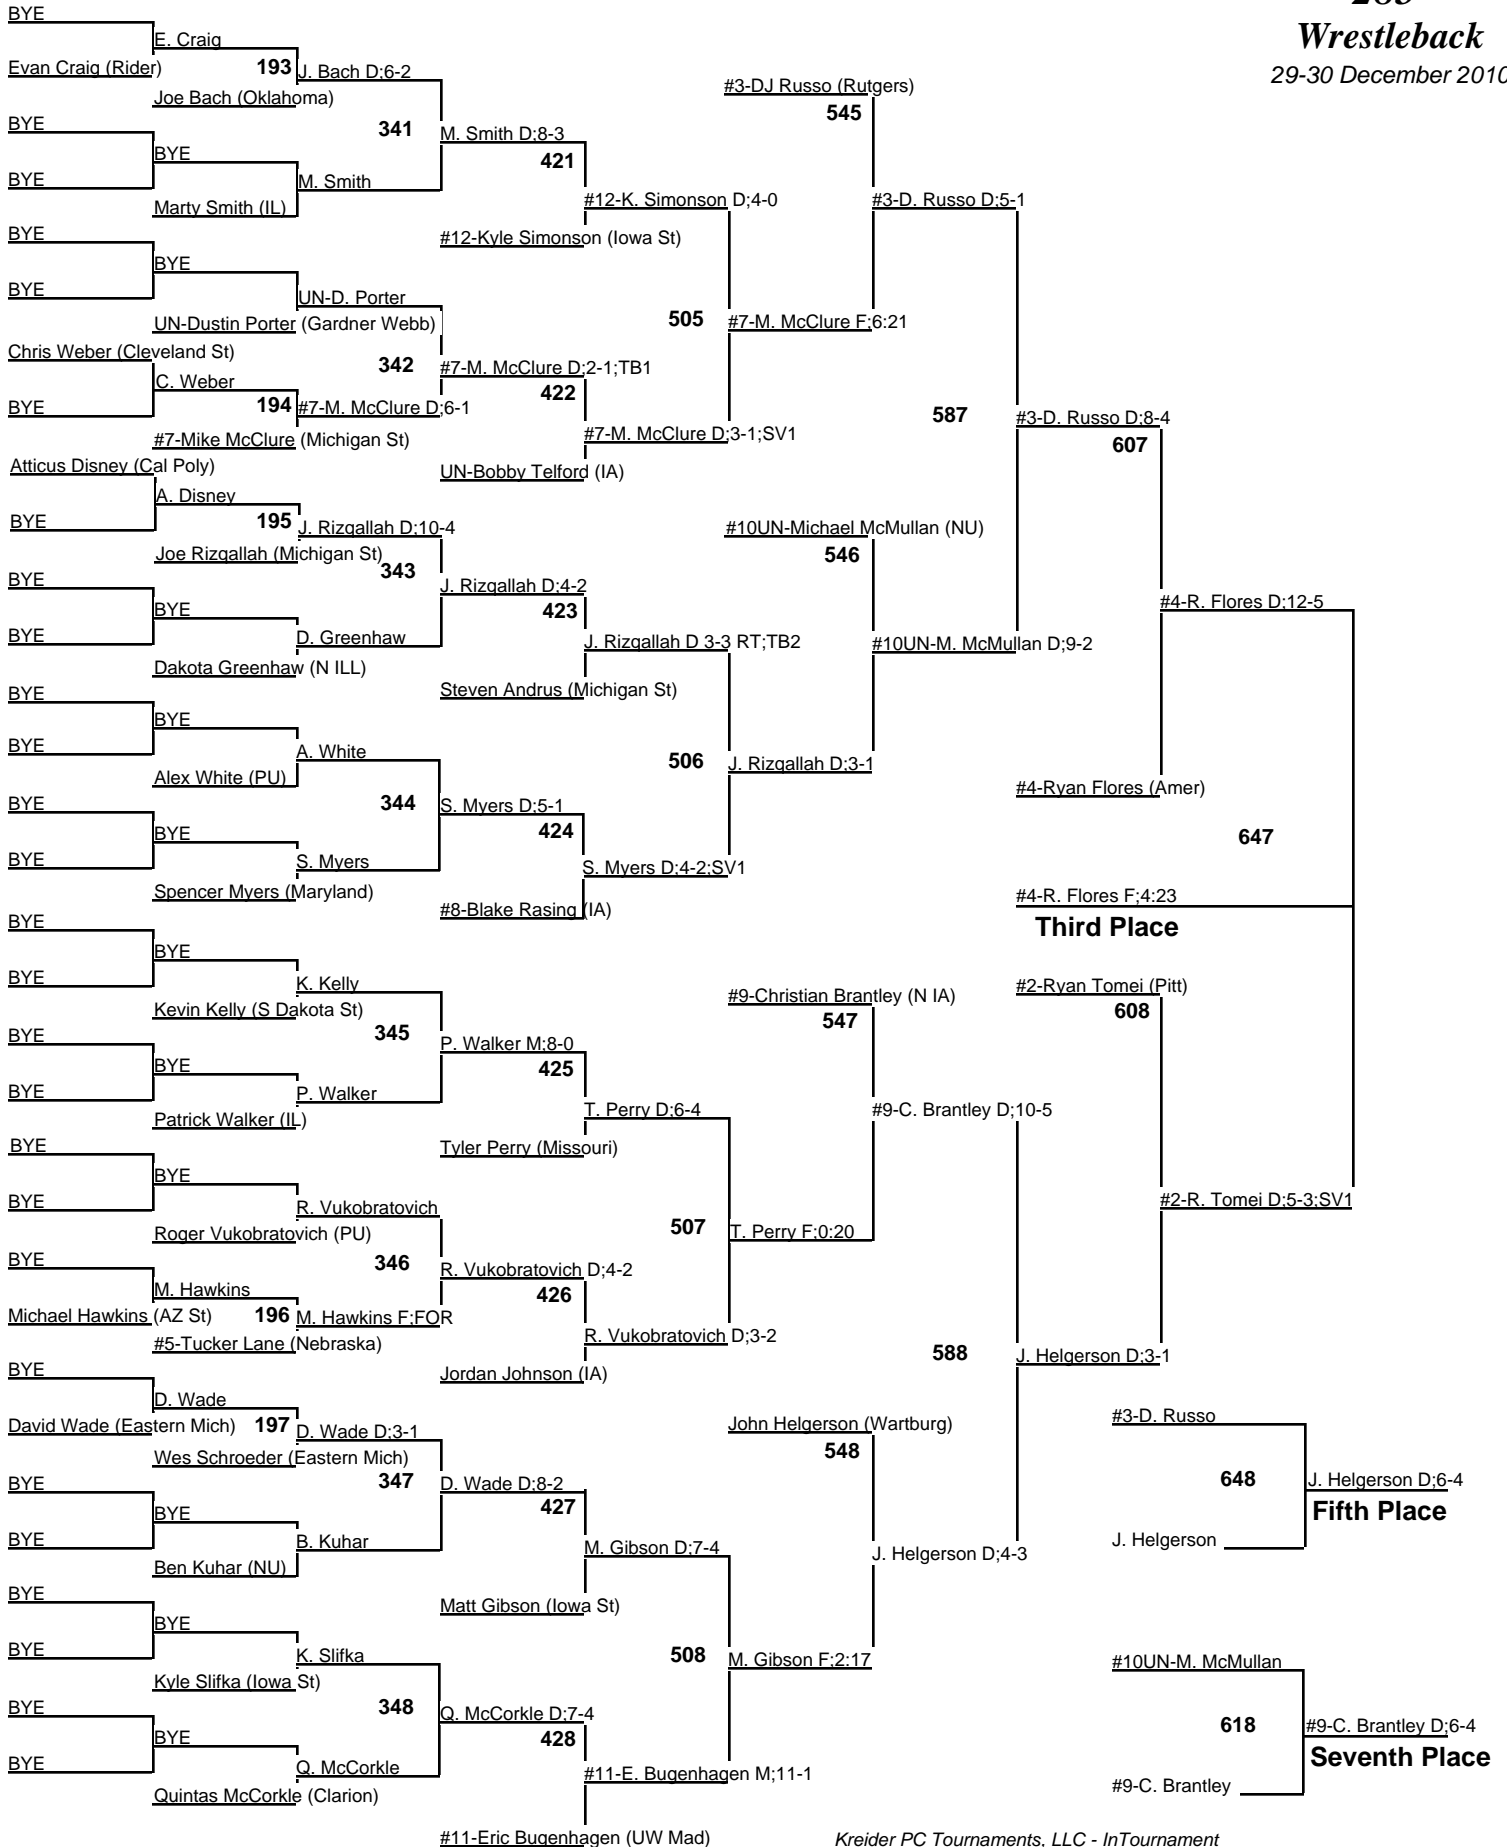 285
Wrestleback
29-30 December 2010
BYE
E. Craig
Evan Craig (Rider)
193
J. Bach D;6-2
Joe Bach (Oklahoma)
BYE
341
M. Smith D;8-3
BYE
421
BYE
M. Smith
Marty Smith (IL)
#12-K. Simonson D;4-0
#12-Kyle Simonson (Iowa St)
BYE
BYE
BYE
UN-D. Porter
UN-Dustin Porter (Gardner Webb)
505
#7-M. McClure F;6:21
Chris Weber (Cleveland St)
342
#7-M. McClure D;2-1;TB1
C. Weber
422
BYE
194
#7-M. McClure D;6-1
#7-Mike McClure (Michigan St)
#7-M. McClure D;3-1;SV1
UN-Bobby Telford (IA)
#3-DJ Russo (Rutgers)
545
#3-D. Russo D;5-1
587
#3-D. Russo D;8-4
607
Atticus Disney (Cal Poly)
A. Disney
BYE
195
J. Rizqallah D;10-4
Joe Rizqallah (Michigan St)
343
BYE
J. Rizqallah D;4-2
BYE
423
BYE
D. Greenhaw
J. Rizqallah D 3-3 RT;TB2
Dakota Greenhaw (N ILL)
Steven Andrus (Michigan St)
#10UN-Michael McMullan (NU)
546
#10UN-M. McMullan D;9-2
#4-R. Flores D;12-5
BYE
BYE
BYE
A. White
506
J. Rizqallah D;3-1
Alex White (PU)
BYE
344
S. Myers D;5-1
BYE
424
BYE
S. Myers
S. Myers D;4-2;SV1
Spencer Myers (Maryland)
#8-Blake Rasing (IA)
#4-Ryan Flores (Amer)
647
#4-R. Flores F;4:23
Third Place
BYE
BYE
BYE
K. Kelly
Kevin Kelly (S Dakota St)
345
BYE
P. Walker M;8-0
BYE
425
BYE
P. Walker
Patrick Walker (IL)
T. Perry D;6-4
Tyler Perry (Missouri)
#9-Christian Brantley (N IA)
547
#9-C. Brantley D;10-5
#2-Ryan Tomei (Pitt)
608
#2-R. Tomei D;5-3;SV1
BYE
BYE
BYE
R. Vukobratovich
Roger Vukobratovich (PU)
507
T. Perry F;0:20
BYE
346
R. Vukobratovich D;4-2
M. Hawkins
426
Michael Hawkins (AZ St)
196
M. Hawkins F;FOR
#5-Tucker Lane (Nebraska)
R. Vukobratovich D;3-2
Jordan Johnson (IA)
588
J. Helgerson D;3-1
BYE
D. Wade
David Wade (Eastern Mich)
197
D. Wade D;3-1
Wes Schroeder (Eastern Mich)
347
BYE
D. Wade D;8-2
BYE
427
BYE
B. Kuhar
Ben Kuhar (NU)
M. Gibson D;7-4
Matt Gibson (Iowa St)
John Helgerson (Wartburg)
548
J. Helgerson D;4-3
#3-D. Russo
648
J. Helgerson D;6-4
Fifth Place
J. Helgerson
BYE
BYE
BYE
K. Slifka
Kyle Slifka (Iowa St)
508
M. Gibson F;2:17
BYE
348
Q. McCorkle D;7-4
BYE
428
BYE
Q. McCorkle
Quintas McCorkle (Clarion)
#11-E. Bugenhagen M;11-1
#11-Eric Bugenhagen (UW Mad)
#10UN-M. McMullan
618
#9-C. Brantley D;6-4
Seventh Place
#9-C. Brantley
Kreider PC Tournaments, LLC - InTournament